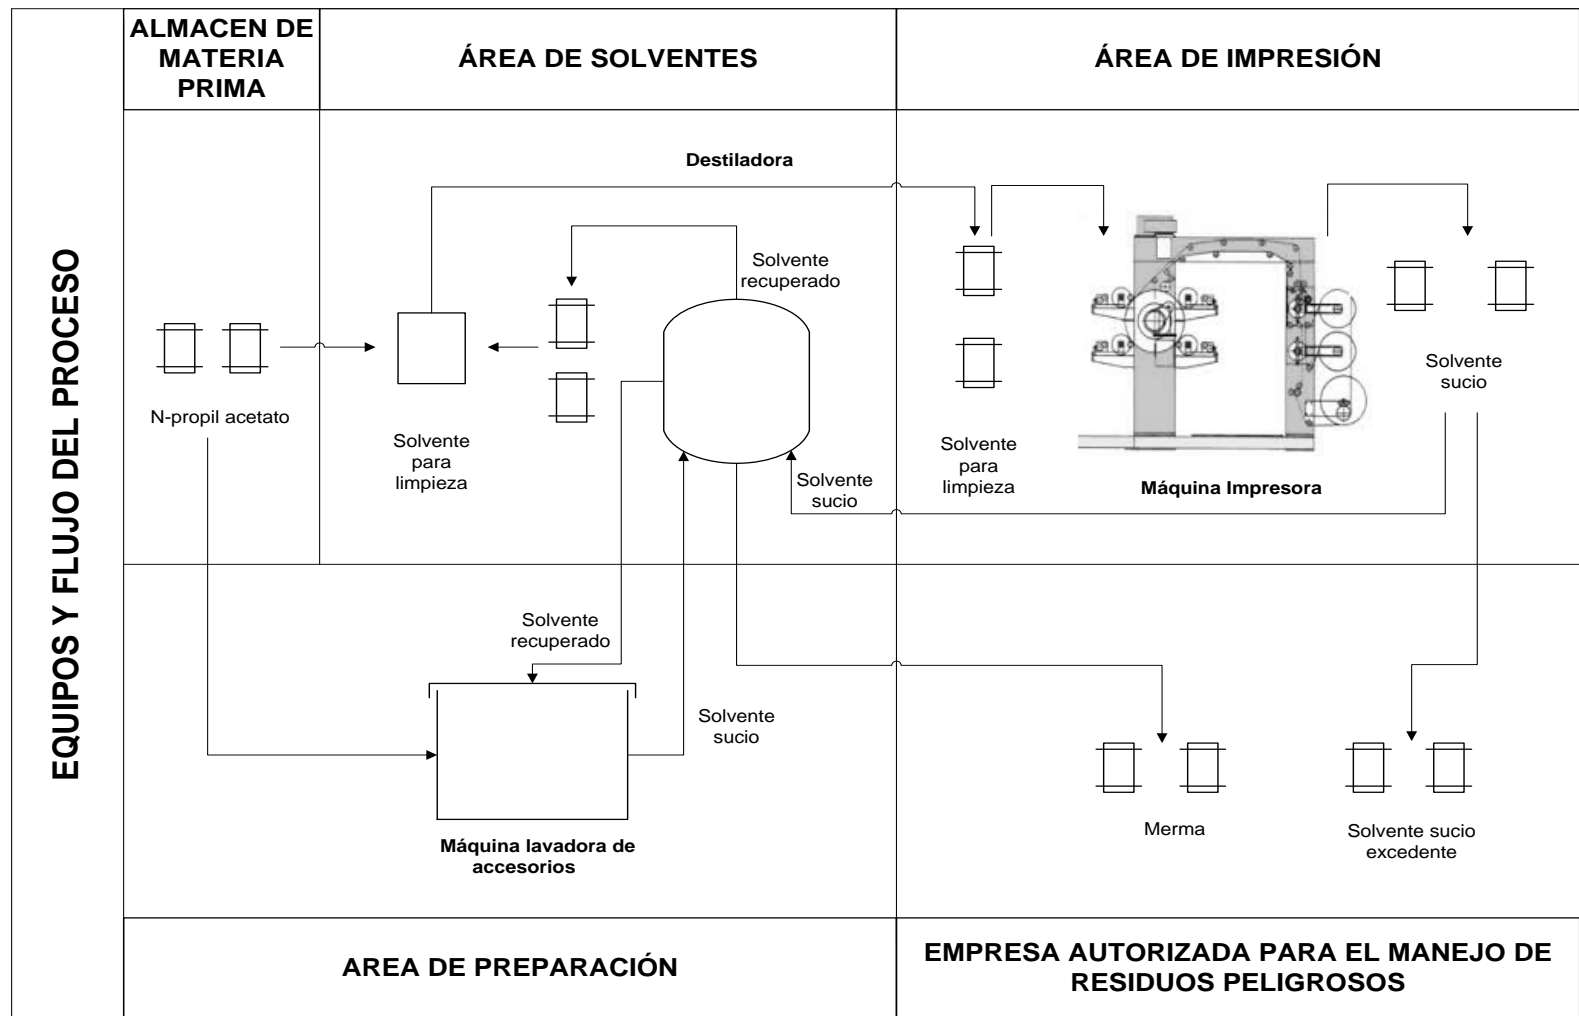 ALMACEN DE
MATERIA
PRIMA
ÁREA DE SOLVENTES
ÁREA DE IMPRESIÓN
EQUIPOS Y FLUJO DEL PROCESO
Destiladora
Solvente
recuperado
N-propil acetato
Solvente
para
limpieza
Solvente
sucio
Solvente
para
limpieza
Máquina Impresora
Solvente
sucio
Solvente
recuperado
Solvente
sucio
Máquina lavadora de
accesorios
Merma
Solvente sucio
excedente
AREA DE PREPARACIÓN
EMPRESA AUTORIZADA PARA EL MANEJO DE
RESIDUOS PELIGROSOS